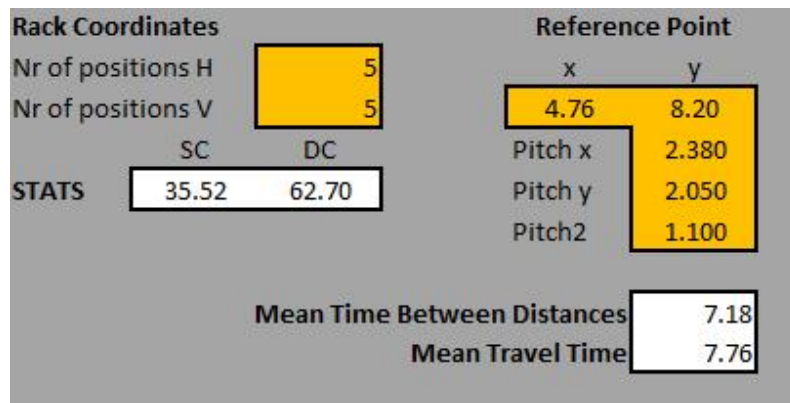 Rack Coordinates Reference Point
Nr of positions H 5 x y
Nr of positions V 5 4.76 8.20
SC DC Pitch x 2.380
STATS 35.52 62.70 Pitch y 2.050
Pitch2 1.100
Mean Time Between Distances 7.18
Mean Travel Time 7.76